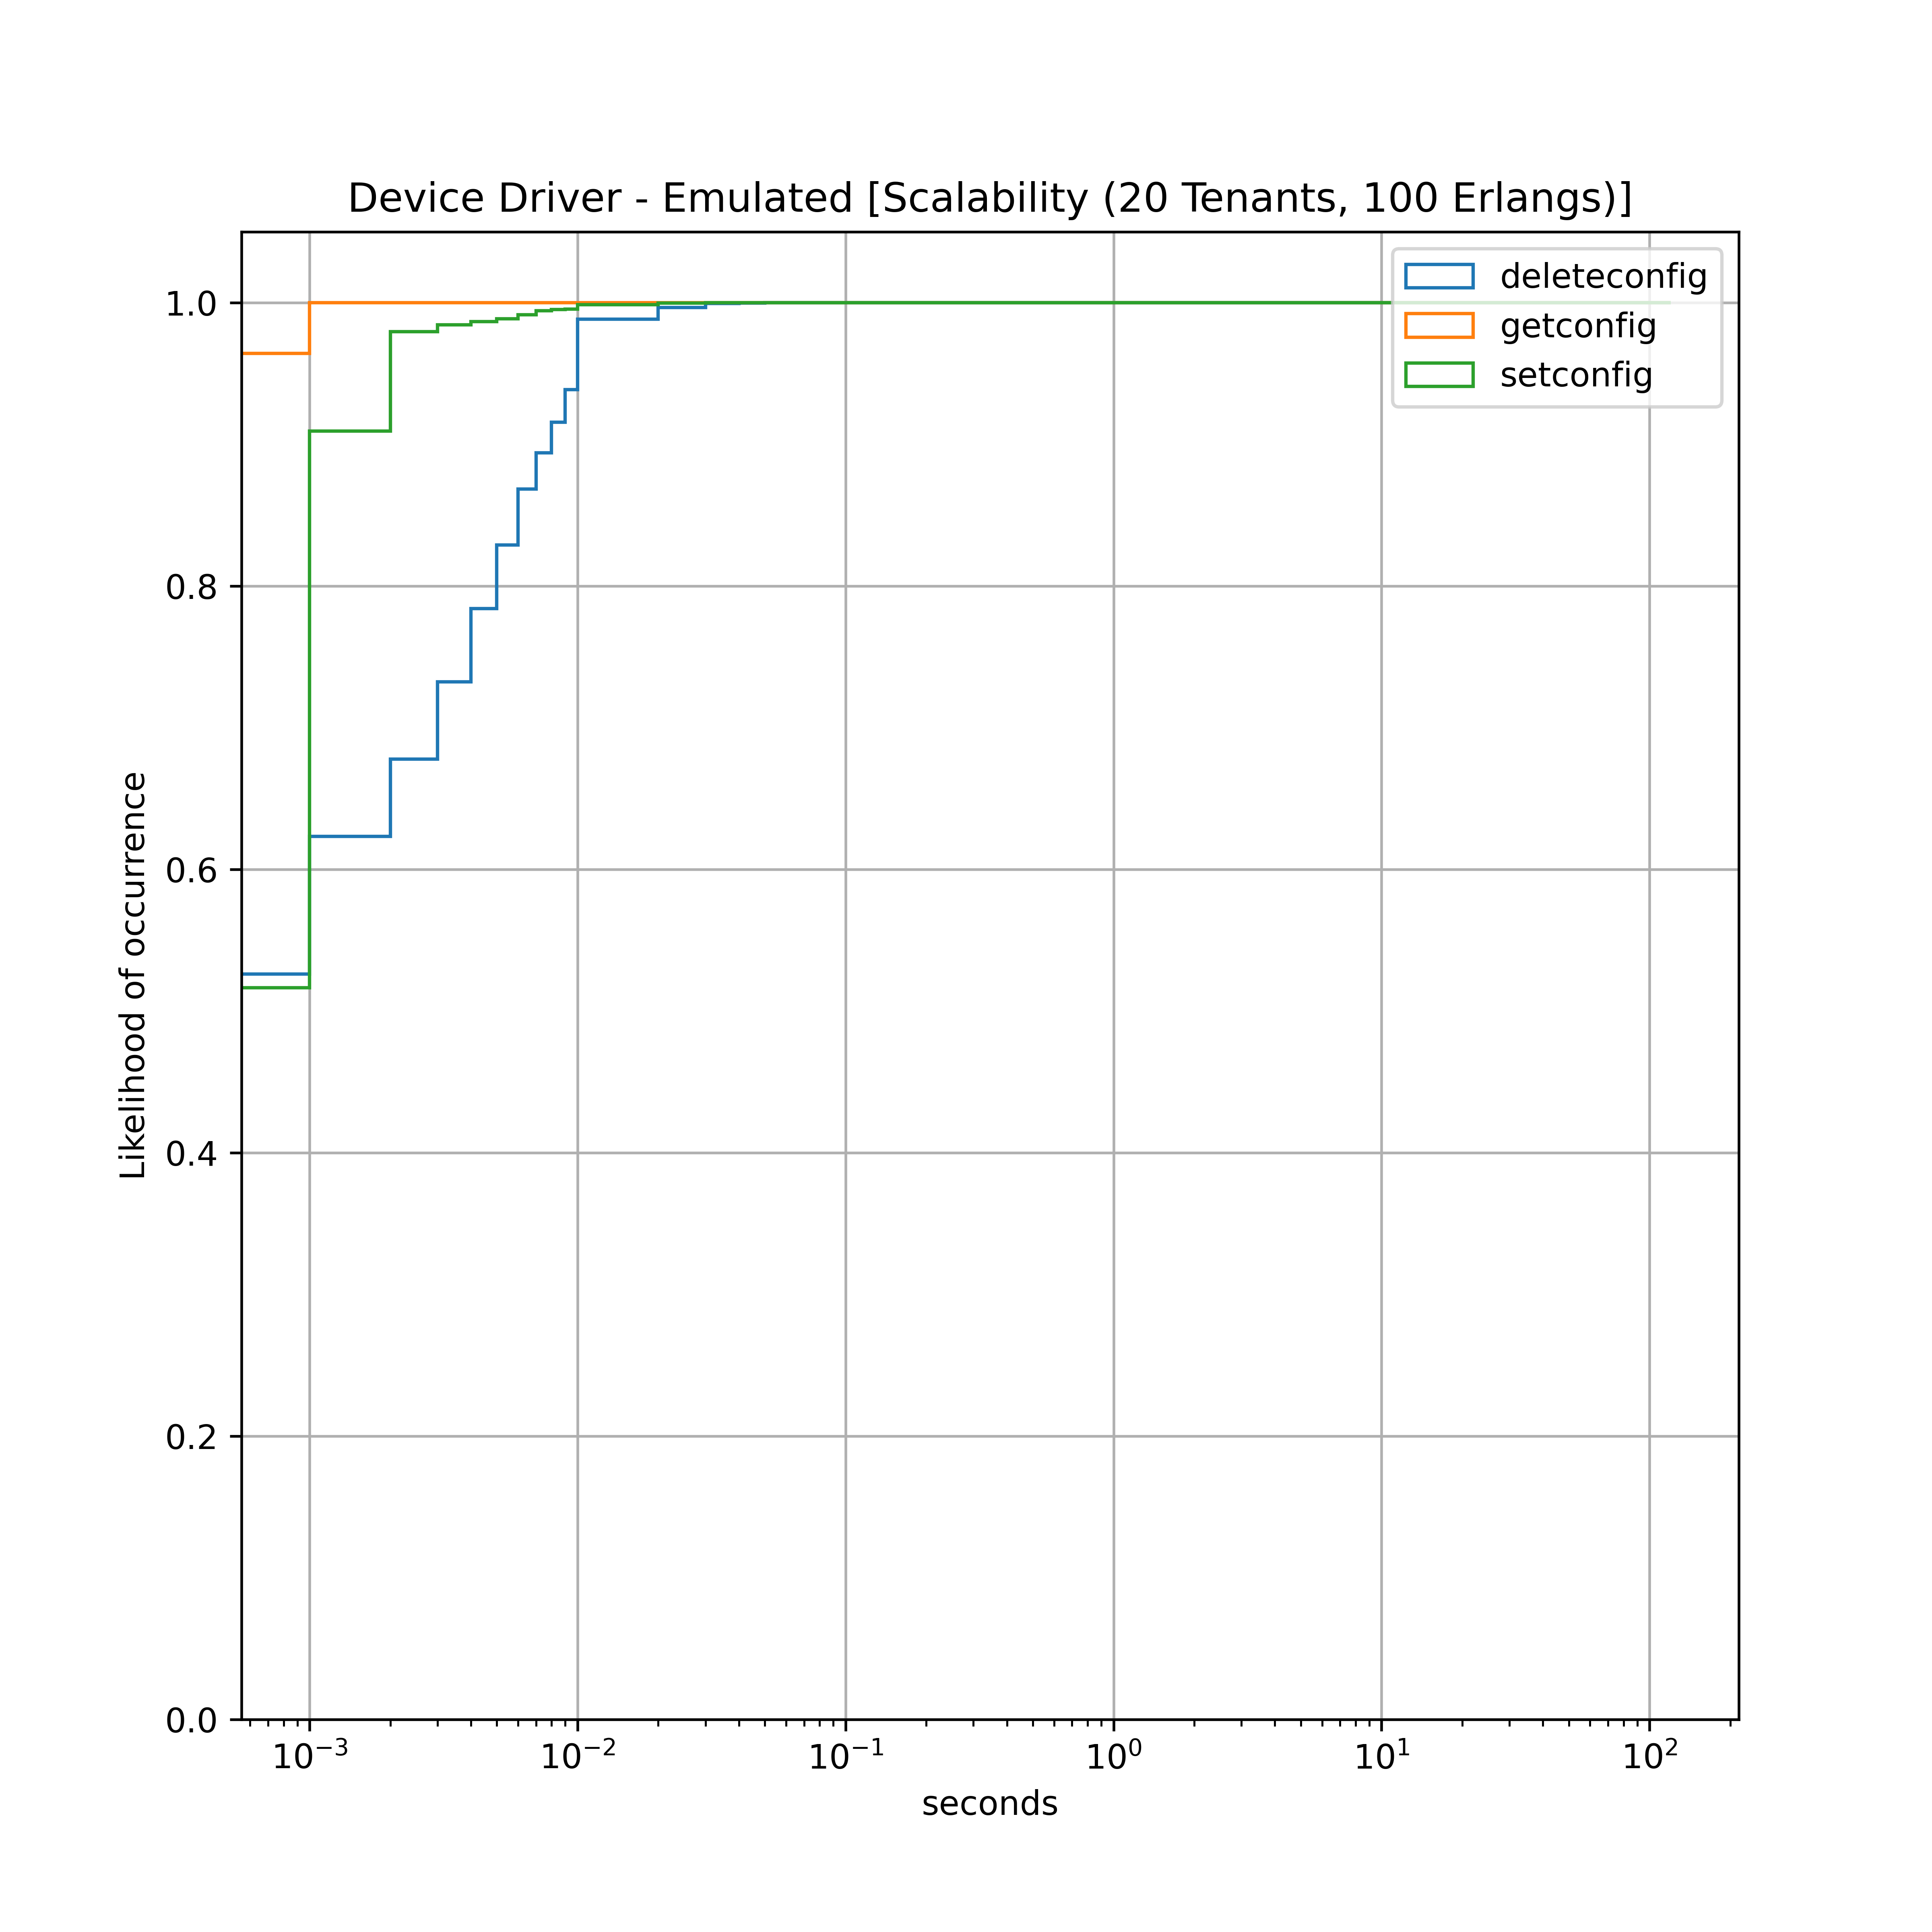 Device Driver - Emulated [Scalability (20 Tenants, 100 Erlangs)]
deleteconfig
getconfig
setconfig
1.0
0.8
0.6
0.4
0.2
0.0
Likelihood of occurrence
10⁻³ 10⁻² 10⁻¹ 10⁰ 10¹ 10²
seconds